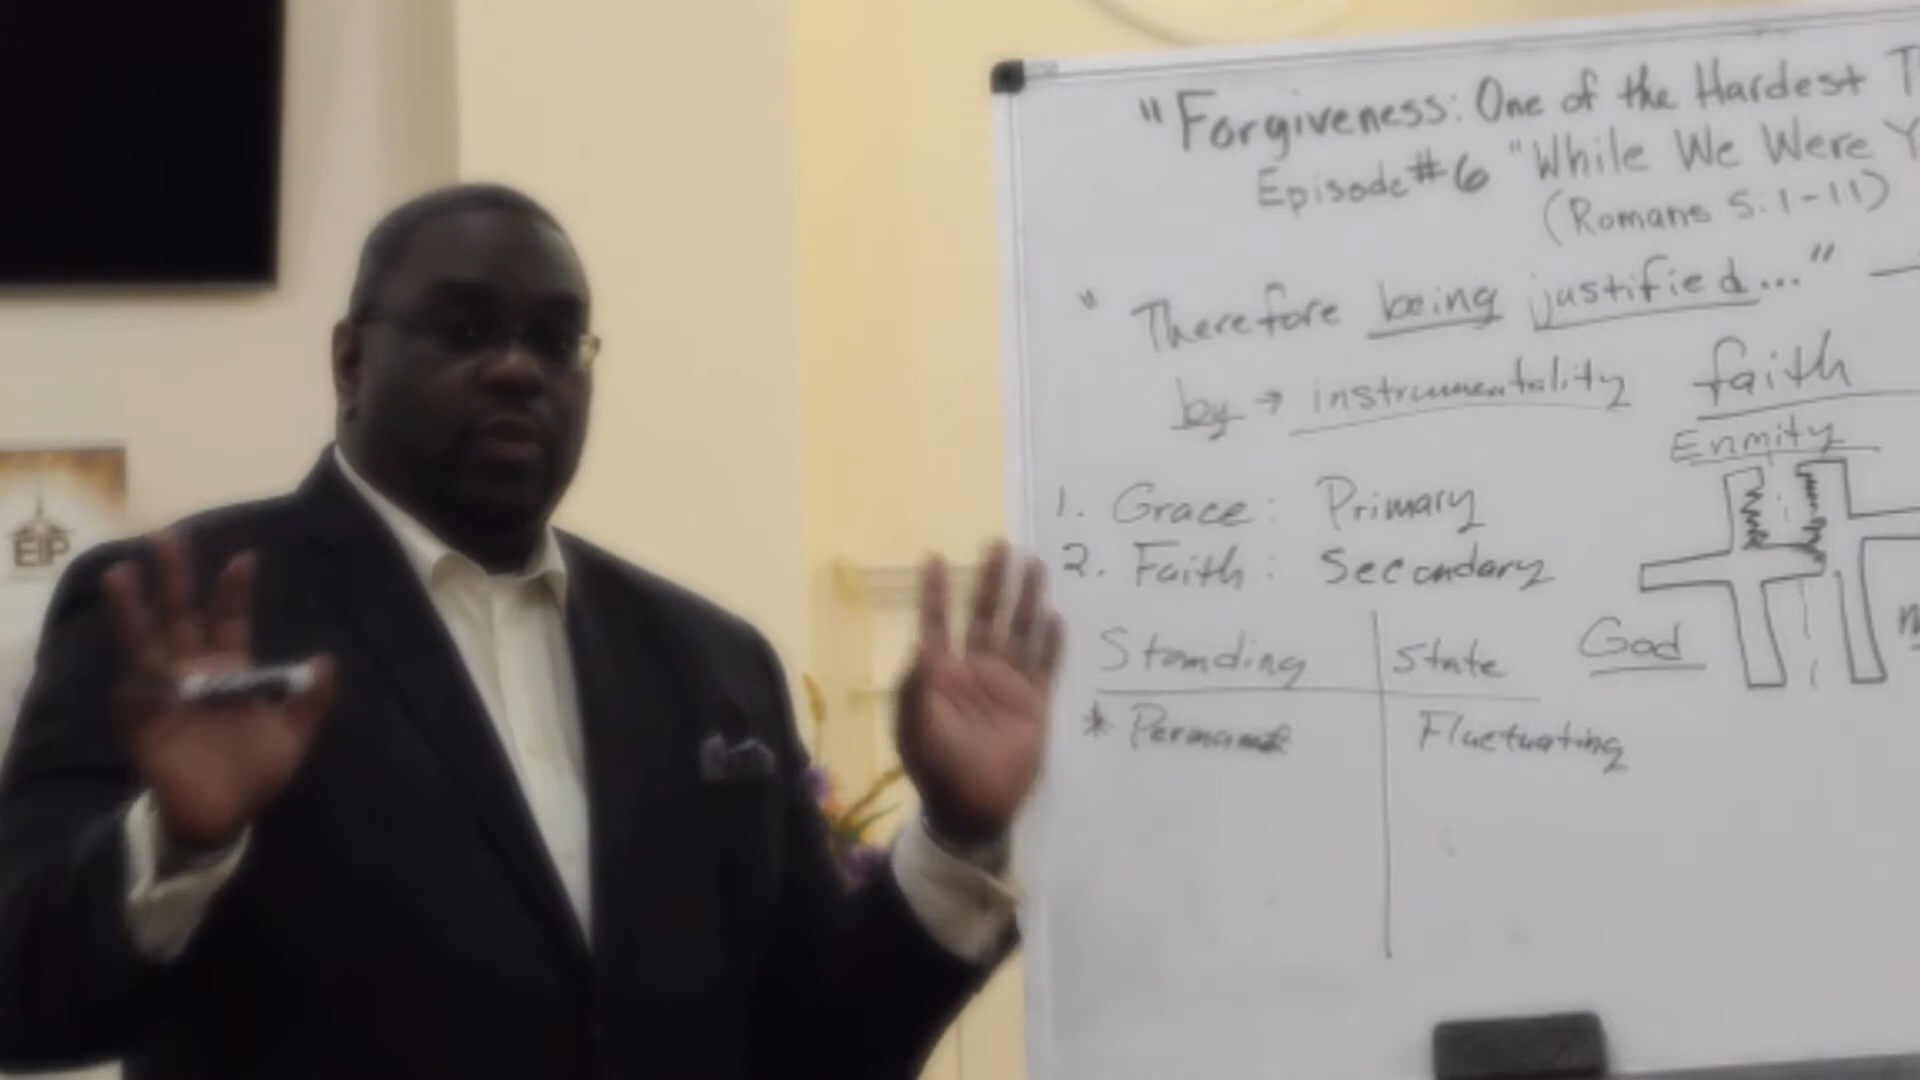 "Forgiveness: One of the Hardest T
Episode #6 "While We Were Y
(Romans 5:1-11)
"Therefore being justified..."
by → instrumentality faith
Enmity
1. Grace: Primary
2. Faith: Secondary
Standing State
God
* Permanent Fluctuating
EIP